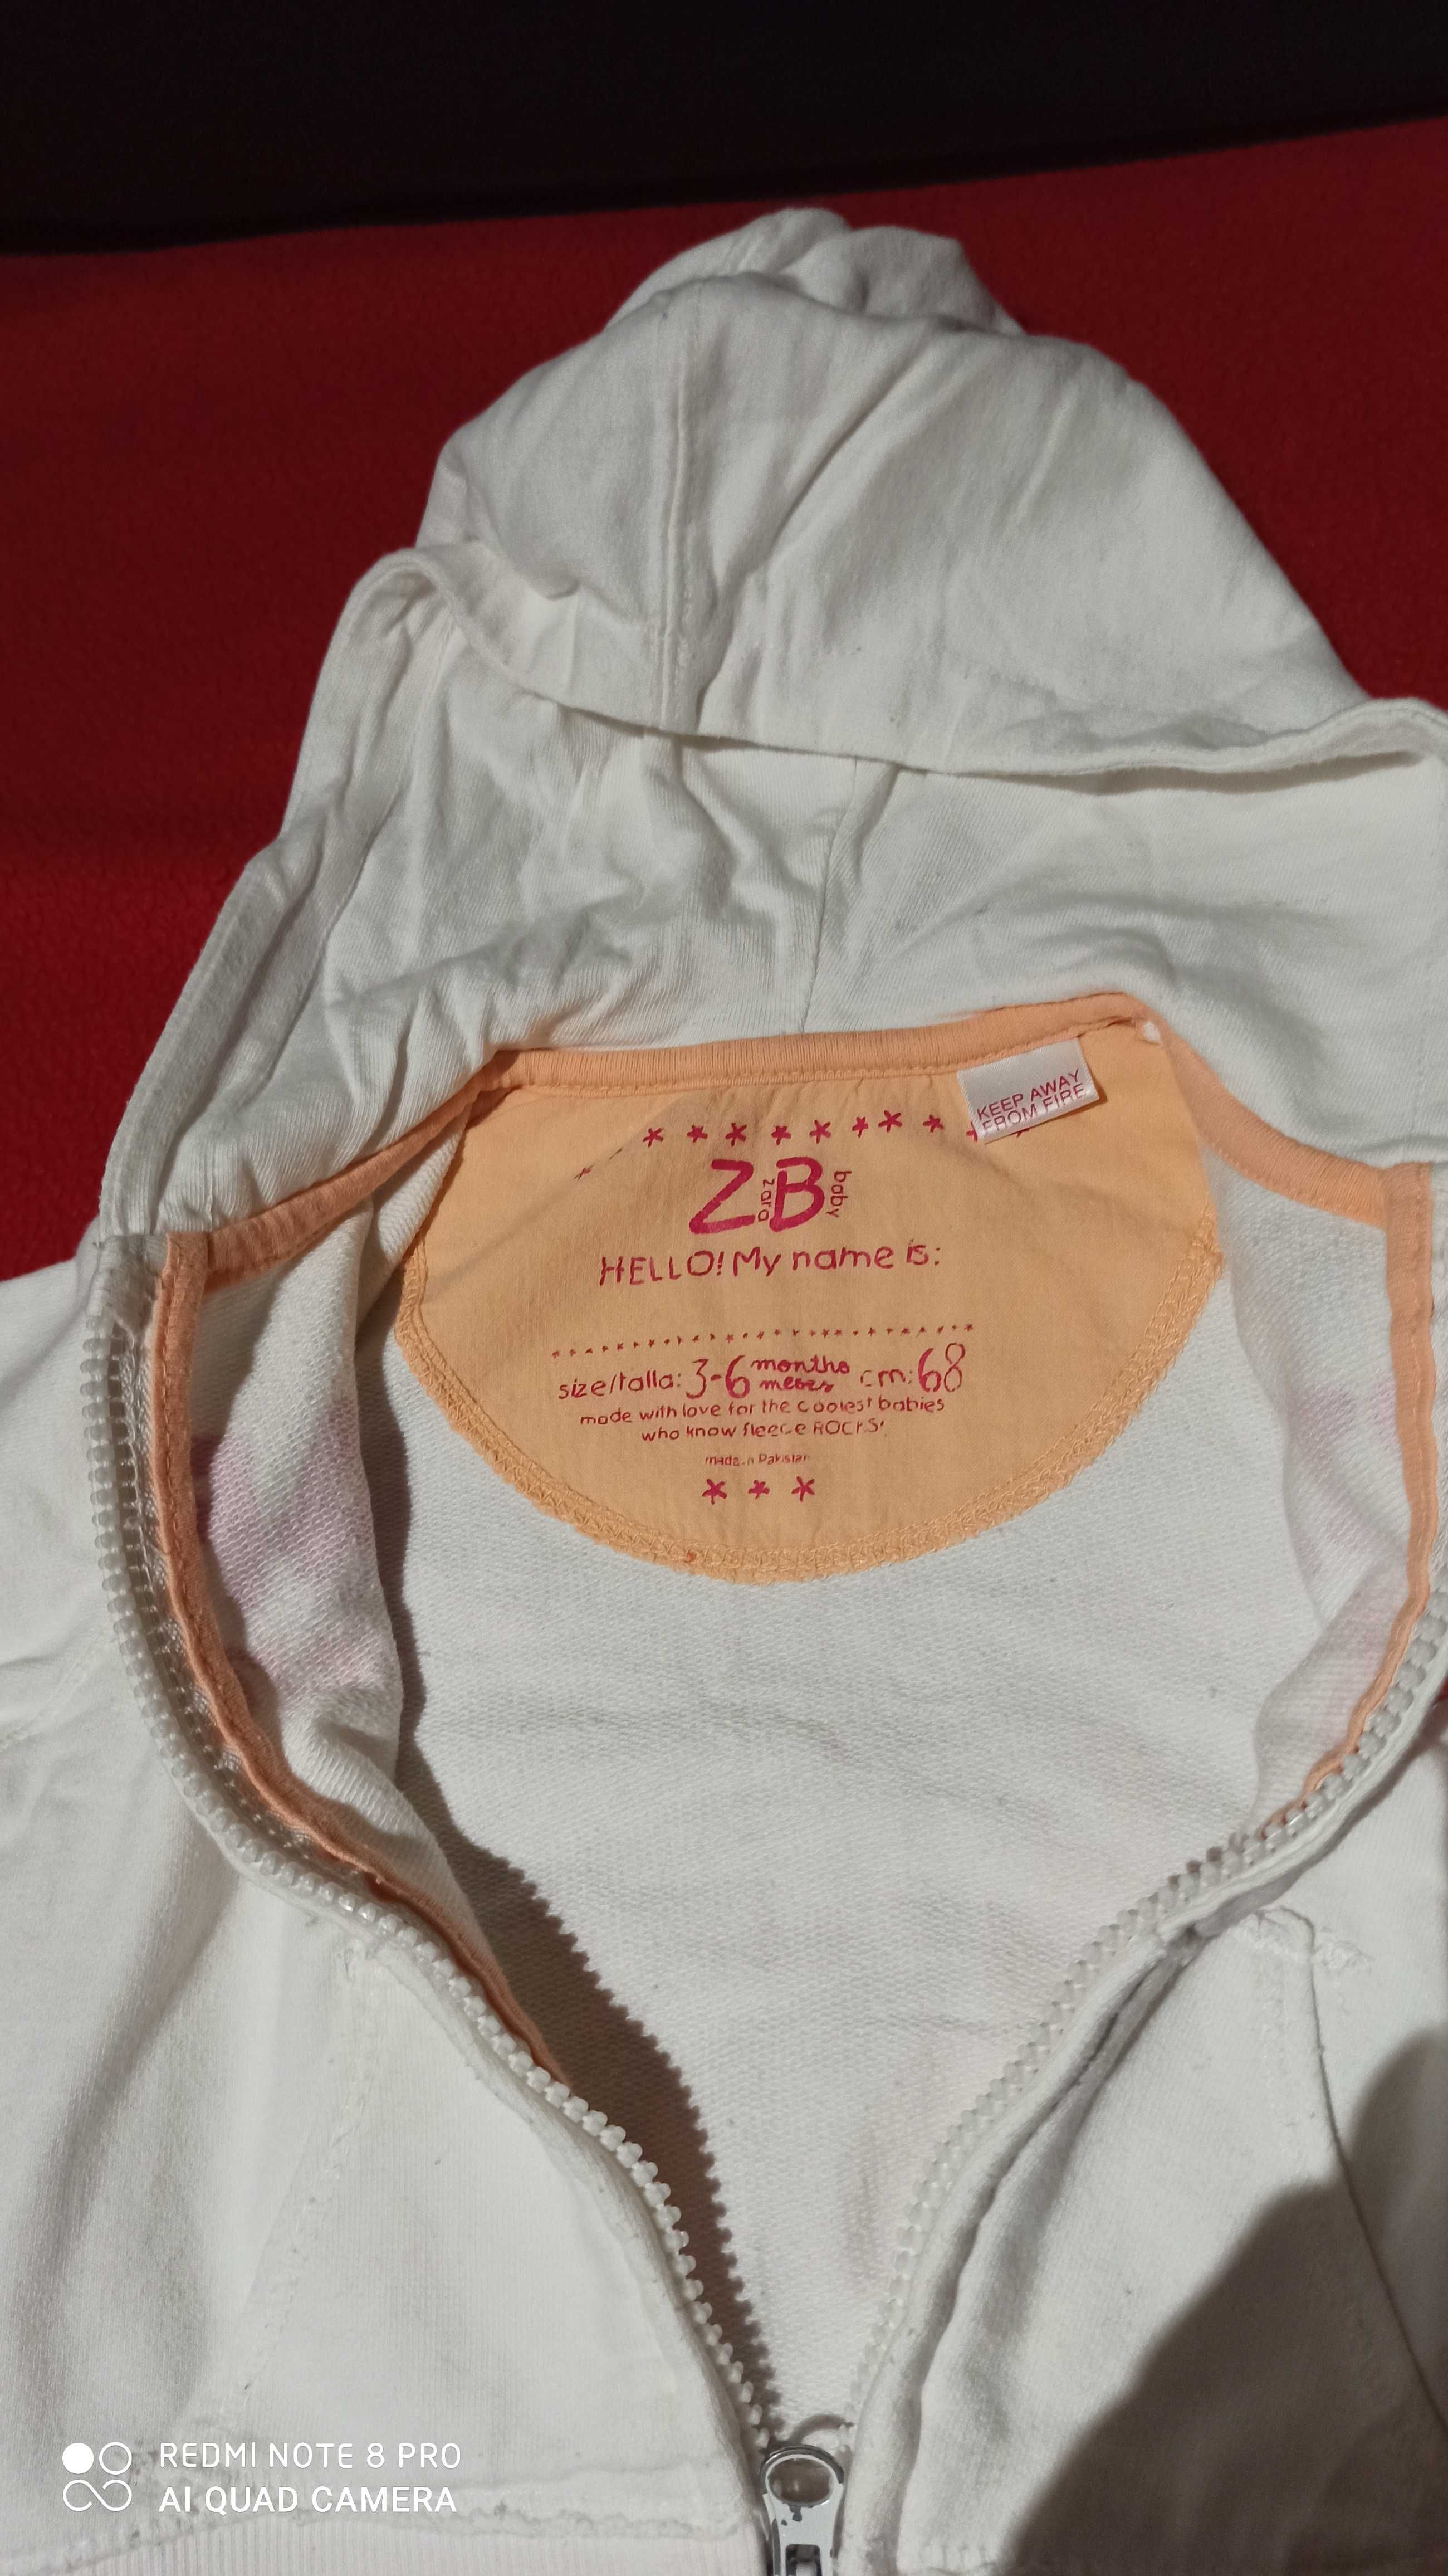 KEEP AWAY
FROM FIRE
ZB
zara
baby
HELLO! My name is:
size/talla: 3-6 months meses cm: 68
made with love for the coolest babies
who know fleece ROCKS!
made in Pakistan
REDMI NOTE 8 PRO
AI QUAD CAMERA